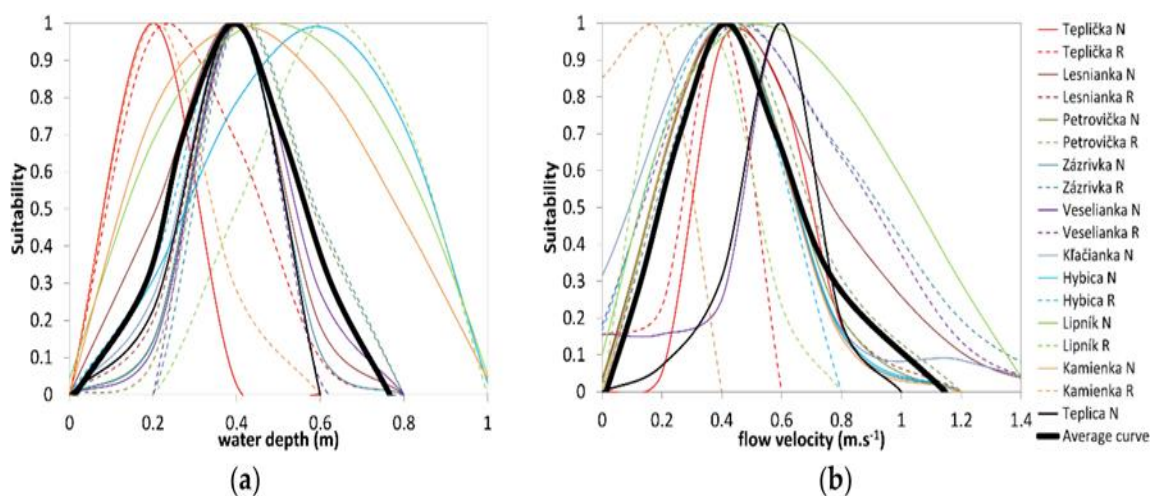 1
0.9
0.8
0.7
0.6
0.5
0.4
0.3
0.2
0.1
0
Suitability
0
0.2
0.4
0.6
0.8
1
water depth (m)
(a)
1
0.9
0.8
0.7
0.6
0.5
0.4
0.3
0.2
0.1
0
Suitability
0
0.2
0.4
0.6
0.8
1
1.2
1.4
flow velocity (m.s⁻¹)
(b)
Teplička N
Teplička R
Lesnianka N
Lesnianka R
Petrovička N
Petrovička R
Zázrivka N
Zázrivka R
Veselianka N
Veselianka R
Kľačianka N
Hybica N
Hybica R
Lipník N
Lipník R
Kamienka N
Kamienka R
Teplica N
Average curve